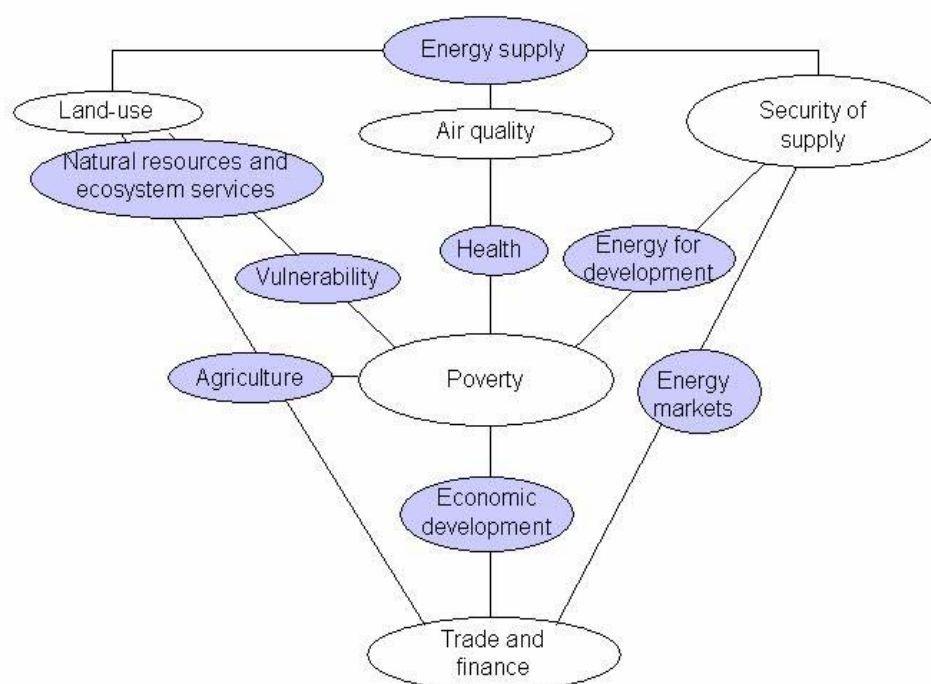 Energy supply
Land-use
Air quality
Security of
supply
Natural resources and
ecosystem services
Health
Energy for
development
Vulnerability
Agriculture
Poverty
Energy
markets
Economic
development
Trade and
finance